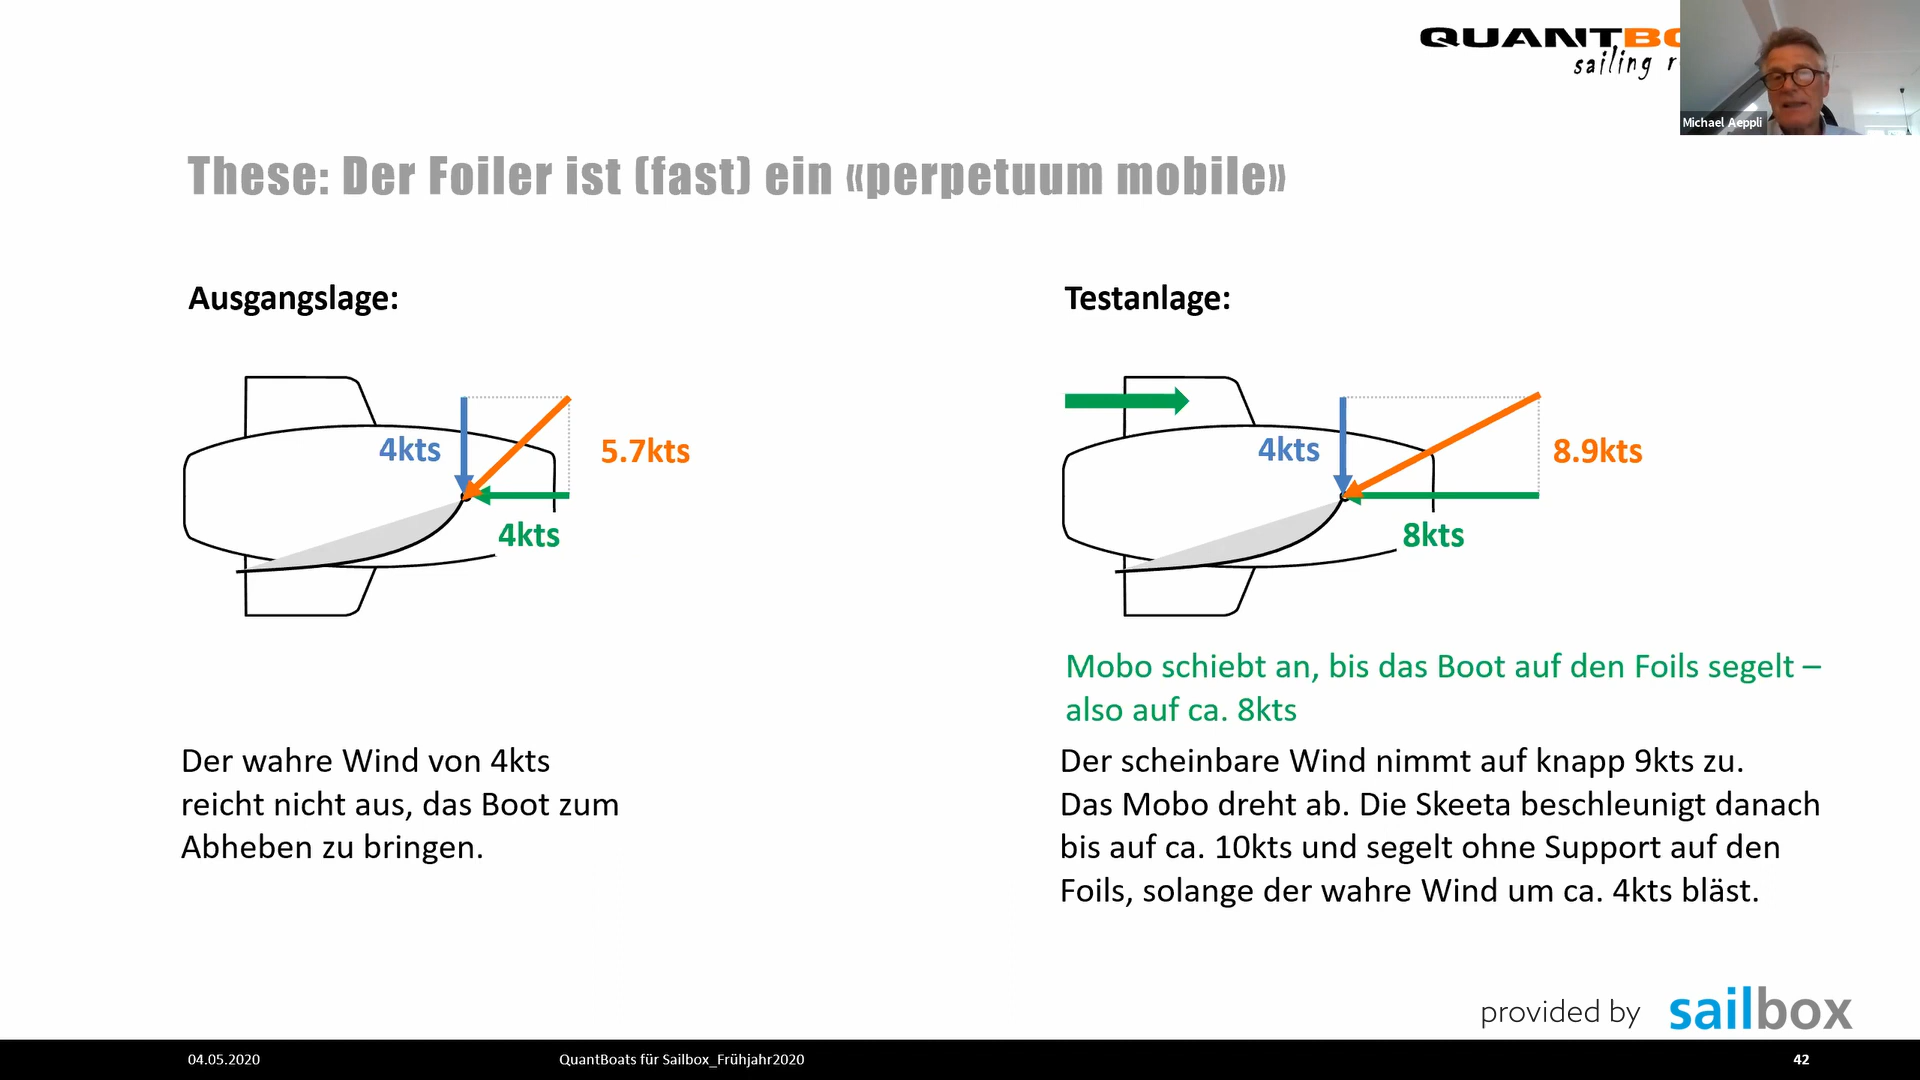 QUANTBO
sailing r
Michael Aeppli
These: Der Foiler ist (fast) ein «perpetuum mobile»
Ausgangslage:
4kts
5.7kts
4kts
Der wahre Wind von 4kts
reicht nicht aus, das Boot zum
Abheben zu bringen.
Testanlage:
4kts
8.9kts
8kts
Mobo schiebt an, bis das Boot auf den Foils segelt –
also auf ca. 8kts
Der scheinbare Wind nimmt auf knapp 9kts zu.
Das Mobo dreht ab. Die Skeeta beschleunigt danach
bis auf ca. 10kts und segelt ohne Support auf den
Foils, solange der wahre Wind um ca. 4kts bläst.
provided by sailbox
04.05.2020
QuantBoats für Sailbox_Frühjahr2020
42